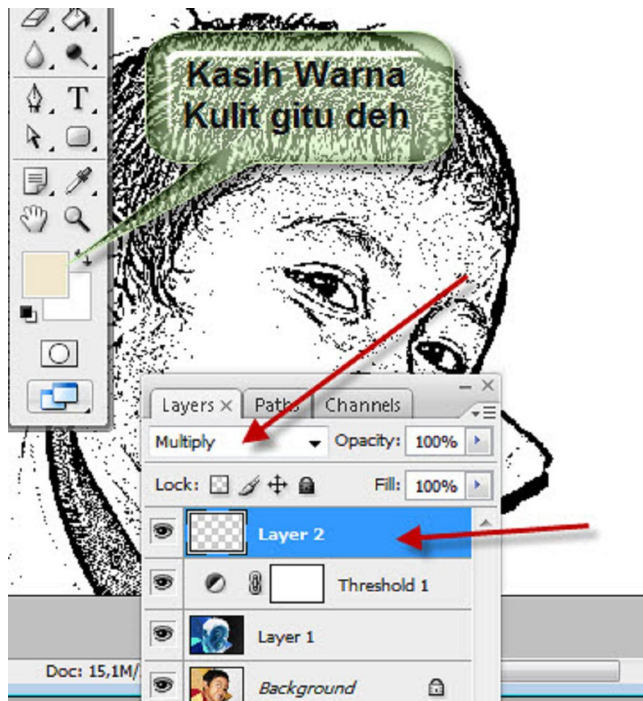 Kasih Warna
Kulit gitu deh
T
Layers × Paths Channels
Multiply Opacity: 100%
Lock: Fill: 100%
Layer 2
Threshold 1
Layer 1
Doc: 15,1M/
Background